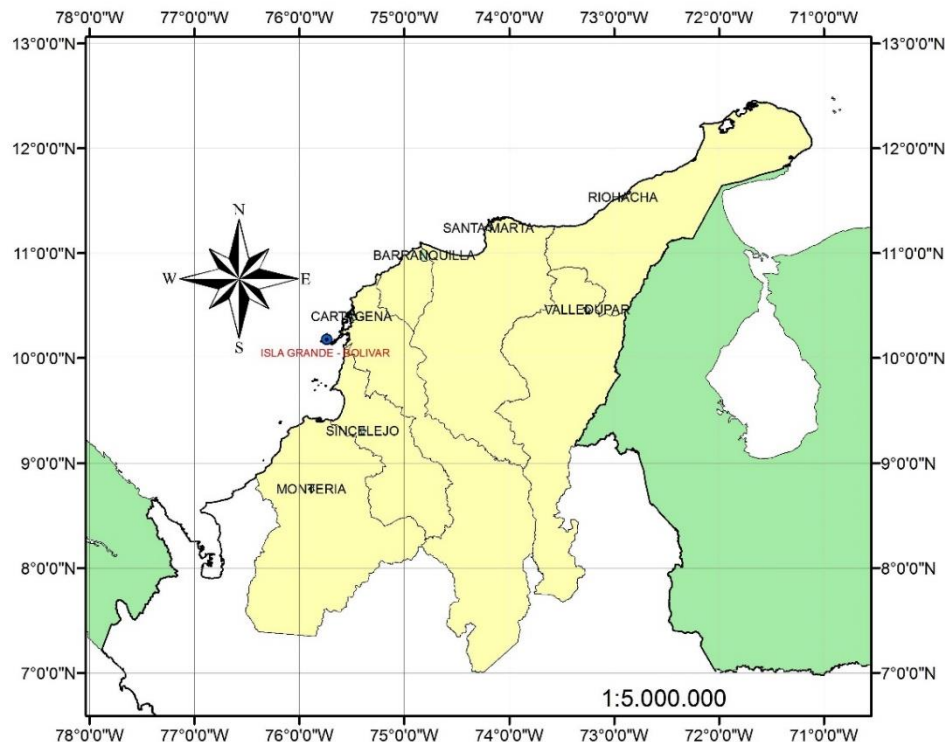 78°0'0"W 77°0'0"W 76°0'0"W 75°0'0"W 74°0'0"W 73°0'0"W 72°0'0"W 71°0'0"W
13°0'0"N 13°0'0"N
12°0'0"N 12°0'0"N
RIOHACHA
N
SANTA MARTA
11°0'0"N 11°0'0"N
BARRANQUILLA
W E
VALLEDUPAR
CARTAGENA
S
10°0'0"N 10°0'0"N
ISLA GRANDE - BOLIVAR
SINCELEJO
9°0'0"N 9°0'0"N
MONTERIA
8°0'0"N 8°0'0"N
7°0'0"N 7°0'0"N
1:5.000.000
78°0'0"W 77°0'0"W 76°0'0"W 75°0'0"W 74°0'0"W 73°0'0"W 72°0'0"W 71°0'0"W